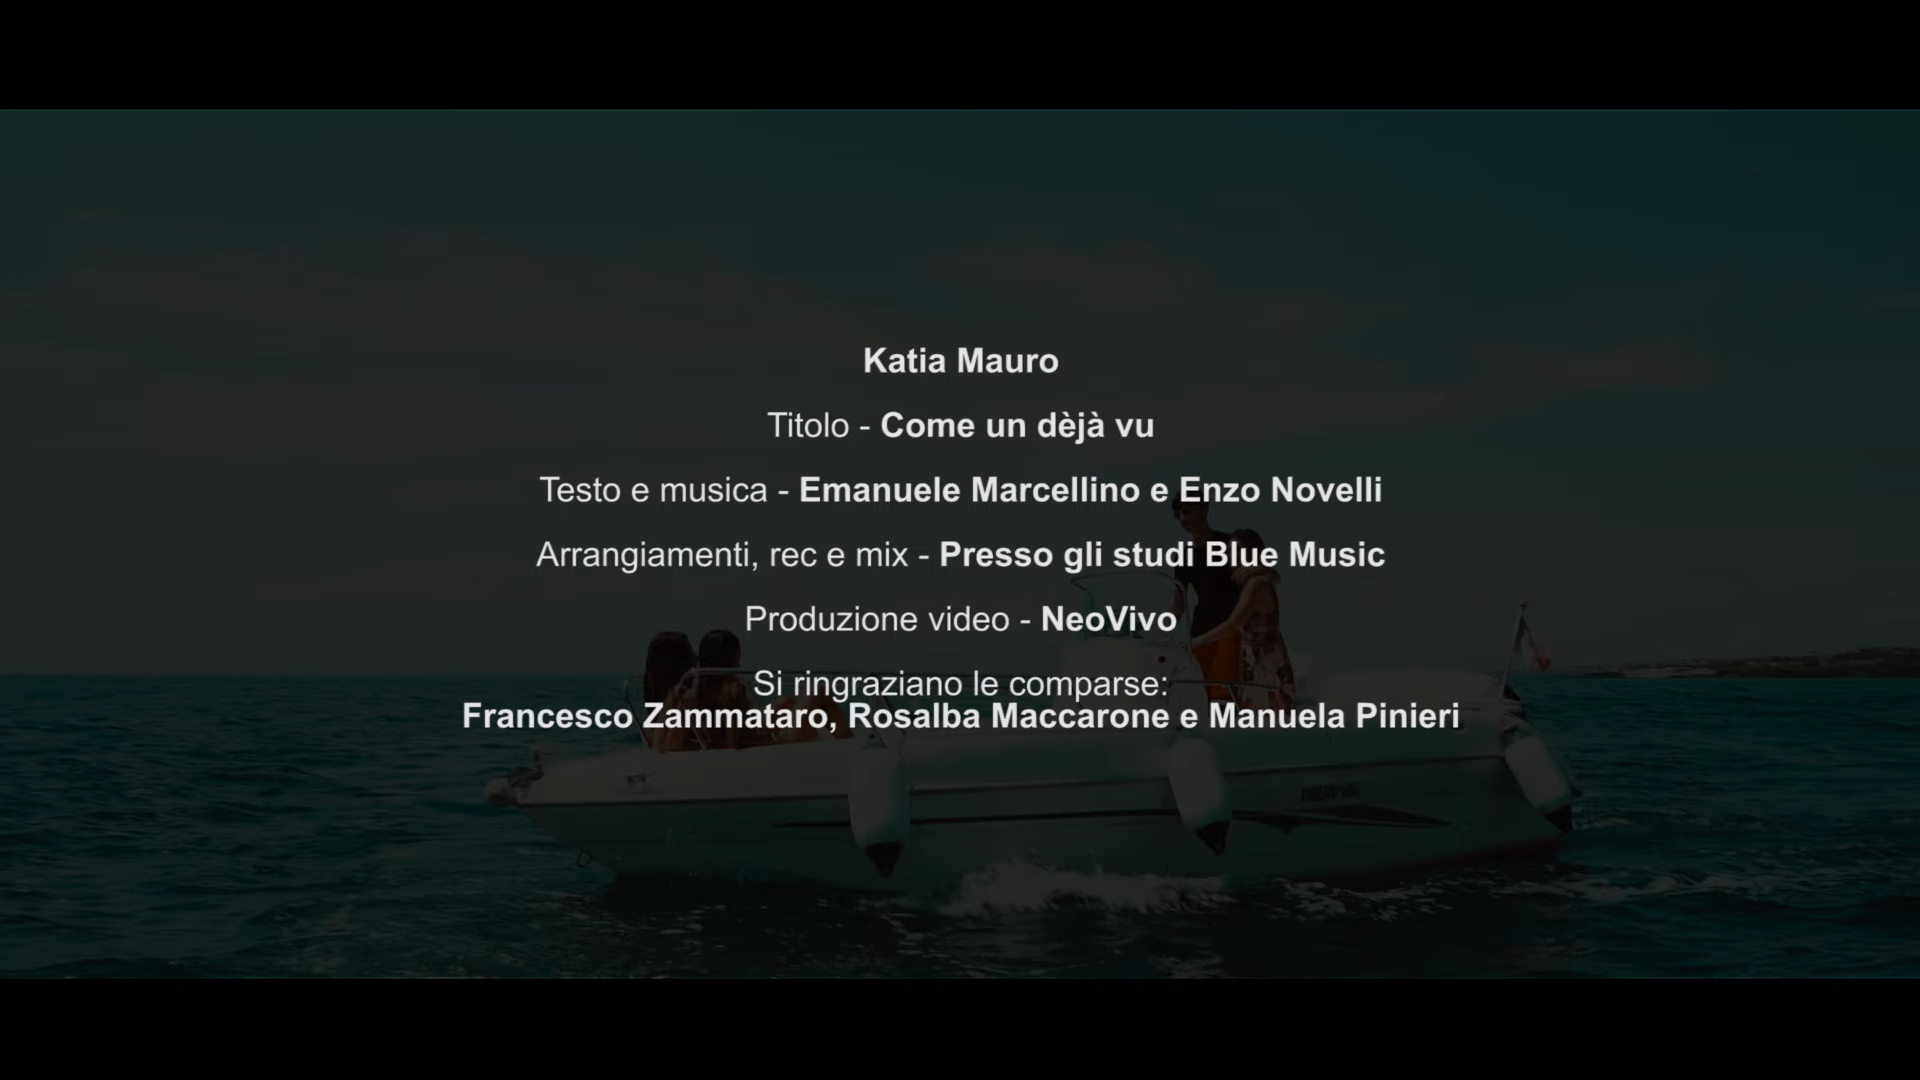 Katia Mauro
Titolo - Come un dèjà vu
Testo e musica - Emanuele Marcellino e Enzo Novelli
Arrangiamenti, rec e mix - Presso gli studi Blue Music
Produzione video - NeoVivo
Si ringraziano le comparse:
Francesco Zammataro, Rosalba Maccarone e Manuela Pinieri